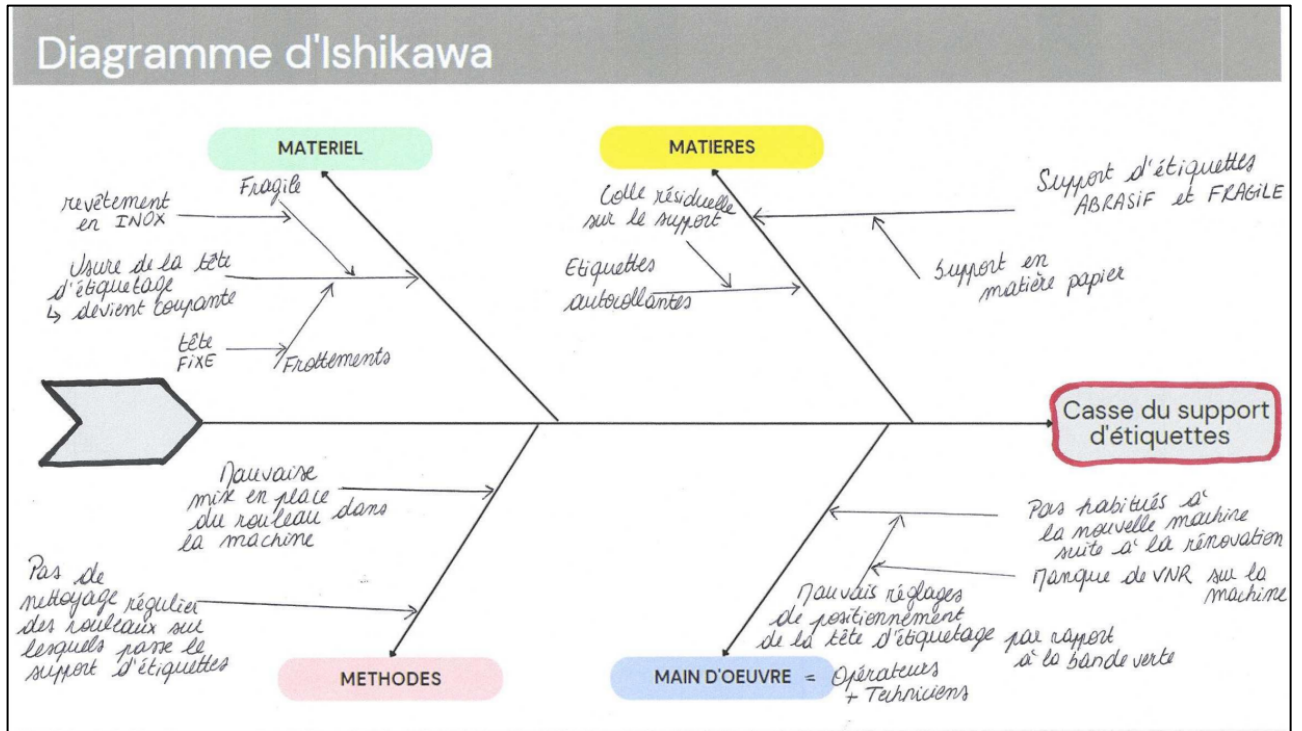 Diagramme d'Ishikawa
MATERIEL
Fragile
revêtement
en INOX
Usure de la tête
d'étiquetage
↳ devient coupante
tête
FIXE
Frottements
MATIERES
Colle résiduelle
sur le support
Etiquettes
autocollantes
Support d'étiquettes
ABRASIF et FRAGILE
Support en
matière papier
Casse du support
d'étiquettes
Mauvaise
mise en place
du rouleau dans
la machine
Pas de
nettoyage régulier
des rouleaux sur
lesquels passe le
support d'étiquettes
METHODES
Pas habitués à
la nouvelle machine
suite à la rénovation
Manque de VNR sur la
machine
Mauvais réglages
de positionnement
de la tête d'étiquetage par rapport
à la bande verte
MAIN D'OEUVRE = Opérateurs
+ Techniciens